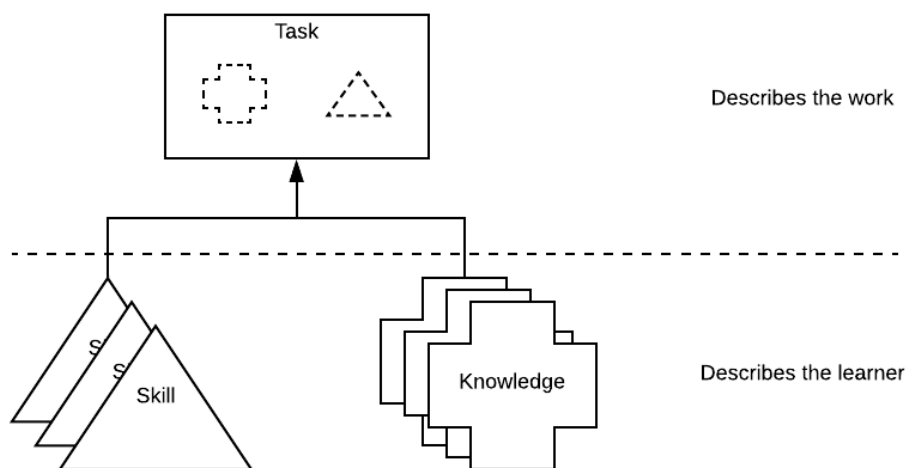 Task
Describes the work
S
S
Skill
Knowledge
Describes the learner